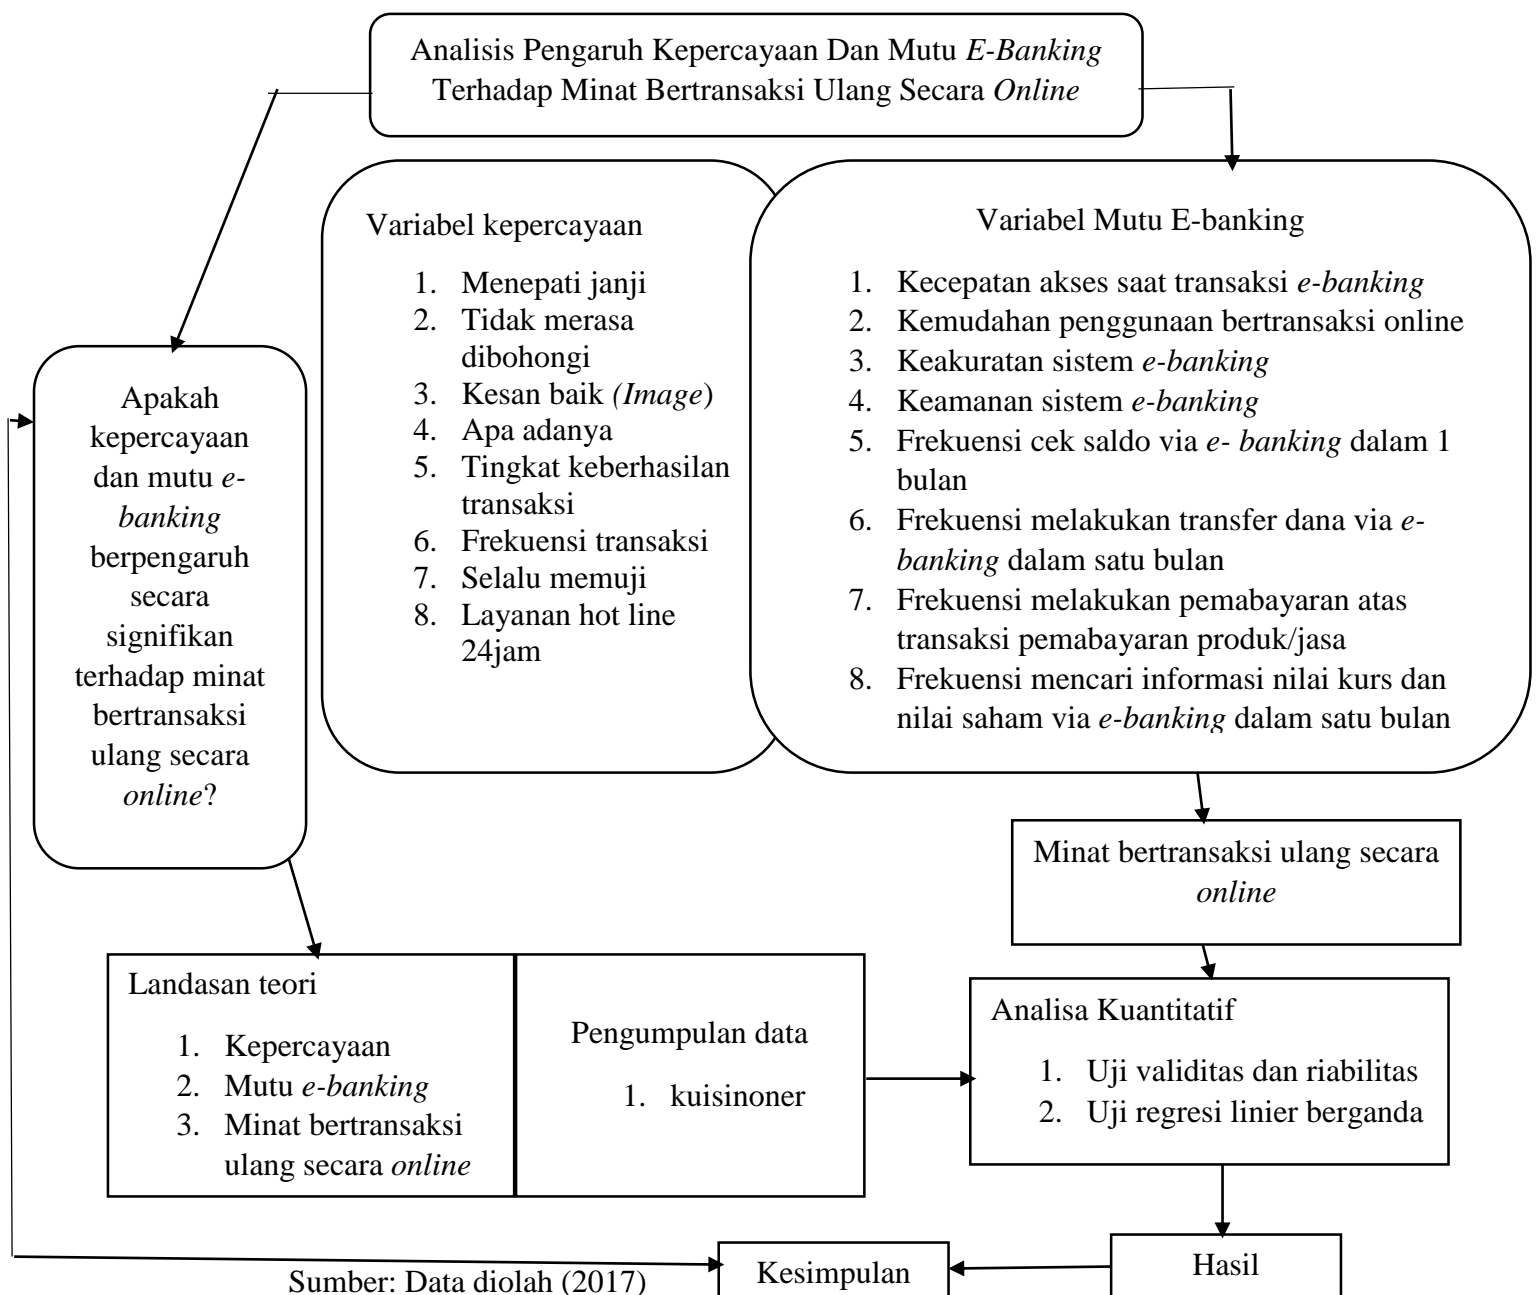 Analisis Pengaruh Kepercayaan Dan Mutu E-Banking
Terhadap Minat Bertransaksi Ulang Secara Online
Variabel kepercayaan
1. Menepati janji
2. Tidak merasa
dibohongi
3. Kesan baik (Image)
4. Apa adanya
5. Tingkat keberhasilan
transaksi
6. Frekuensi transaksi
7. Selalu memuji
8. Layanan hot line
24jam
Variabel Mutu E-banking
1. Kecepatan akses saat transaksi e-banking
2. Kemudahan penggunaan bertransaksi online
3. Keakuratan sistem e-banking
4. Keamanan sistem e-banking
5. Frekuensi cek saldo via e- banking dalam 1
bulan
6. Frekuensi melakukan transfer dana via e-
banking dalam satu bulan
7. Frekuensi melakukan pemabayaran atas
transaksi pemabayaran produk/jasa
8. Frekuensi mencari informasi nilai kurs dan
nilai saham via e-banking dalam satu bulan
Apakah
kepercayaan
dan mutu e-
banking
berpengaruh
secara
signifikan
terhadap minat
bertransaksi
ulang secara
online?
Minat bertransaksi ulang secara
online
Landasan teori
1. Kepercayaan
2. Mutu e-banking
3. Minat bertransaksi
ulang secara online
Pengumpulan data
1. kuisinoner
Analisa Kuantitatif
1. Uji validitas dan riabilitas
2. Uji regresi linier berganda
Hasil
Kesimpulan
Sumber: Data diolah (2017)